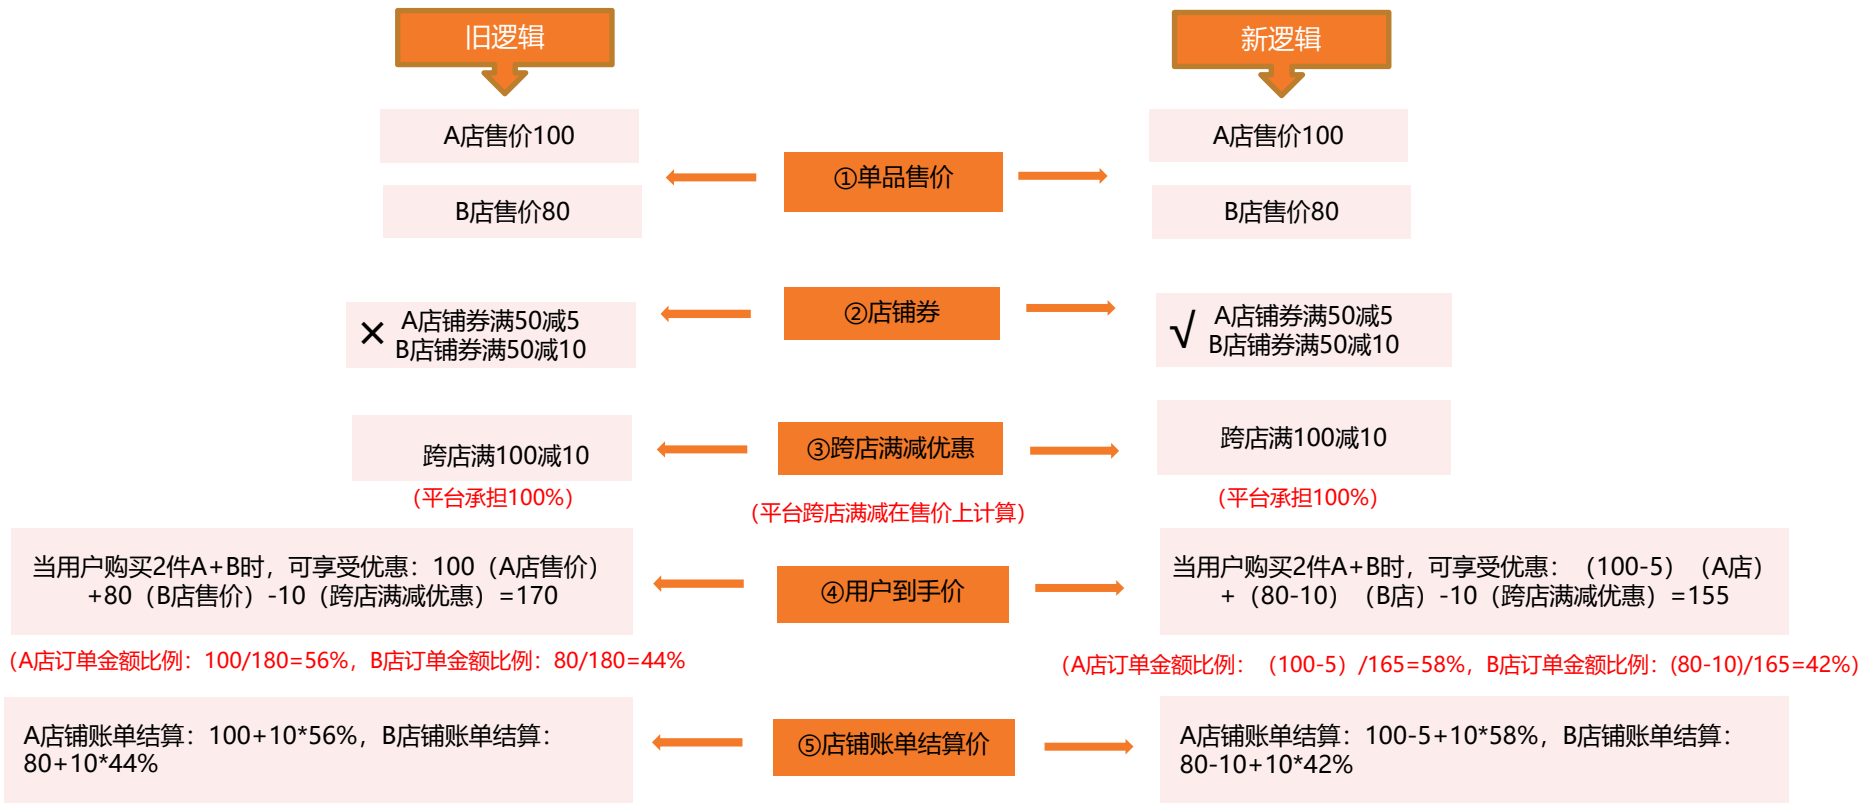 旧逻辑
新逻辑
A店售价100
A店售价100
①单品售价
B店售价80
B店售价80
②店铺券
× A店铺券满50减5
B店铺券满50减10
√ A店铺券满50减5
B店铺券满50减10
跨店满100减10
③跨店满减优惠
跨店满100减10
（平台承担100%）
（平台跨店满减在售价上计算）
（平台承担100%）
当用户购买2件A+B时，可享受优惠：100（A店售价）
+80（B店售价）-10（跨店满减优惠）=170
④用户到手价
当用户购买2件A+B时，可享受优惠：（100-5）（A店）
+（80-10）（B店）-10（跨店满减优惠）=155
（A店订单金额比例：100/180=56%，B店订单金额比例：80/180=44%
（A店订单金额比例：（100-5）/165=58%，B店订单金额比例：(80-10)/165=42%）
A店铺账单结算：100+10*56%，B店铺账单结算：
80+10*44%
⑤店铺账单结算价
A店铺账单结算：100-5+10*58%，B店铺账单结算：
80-10+10*42%